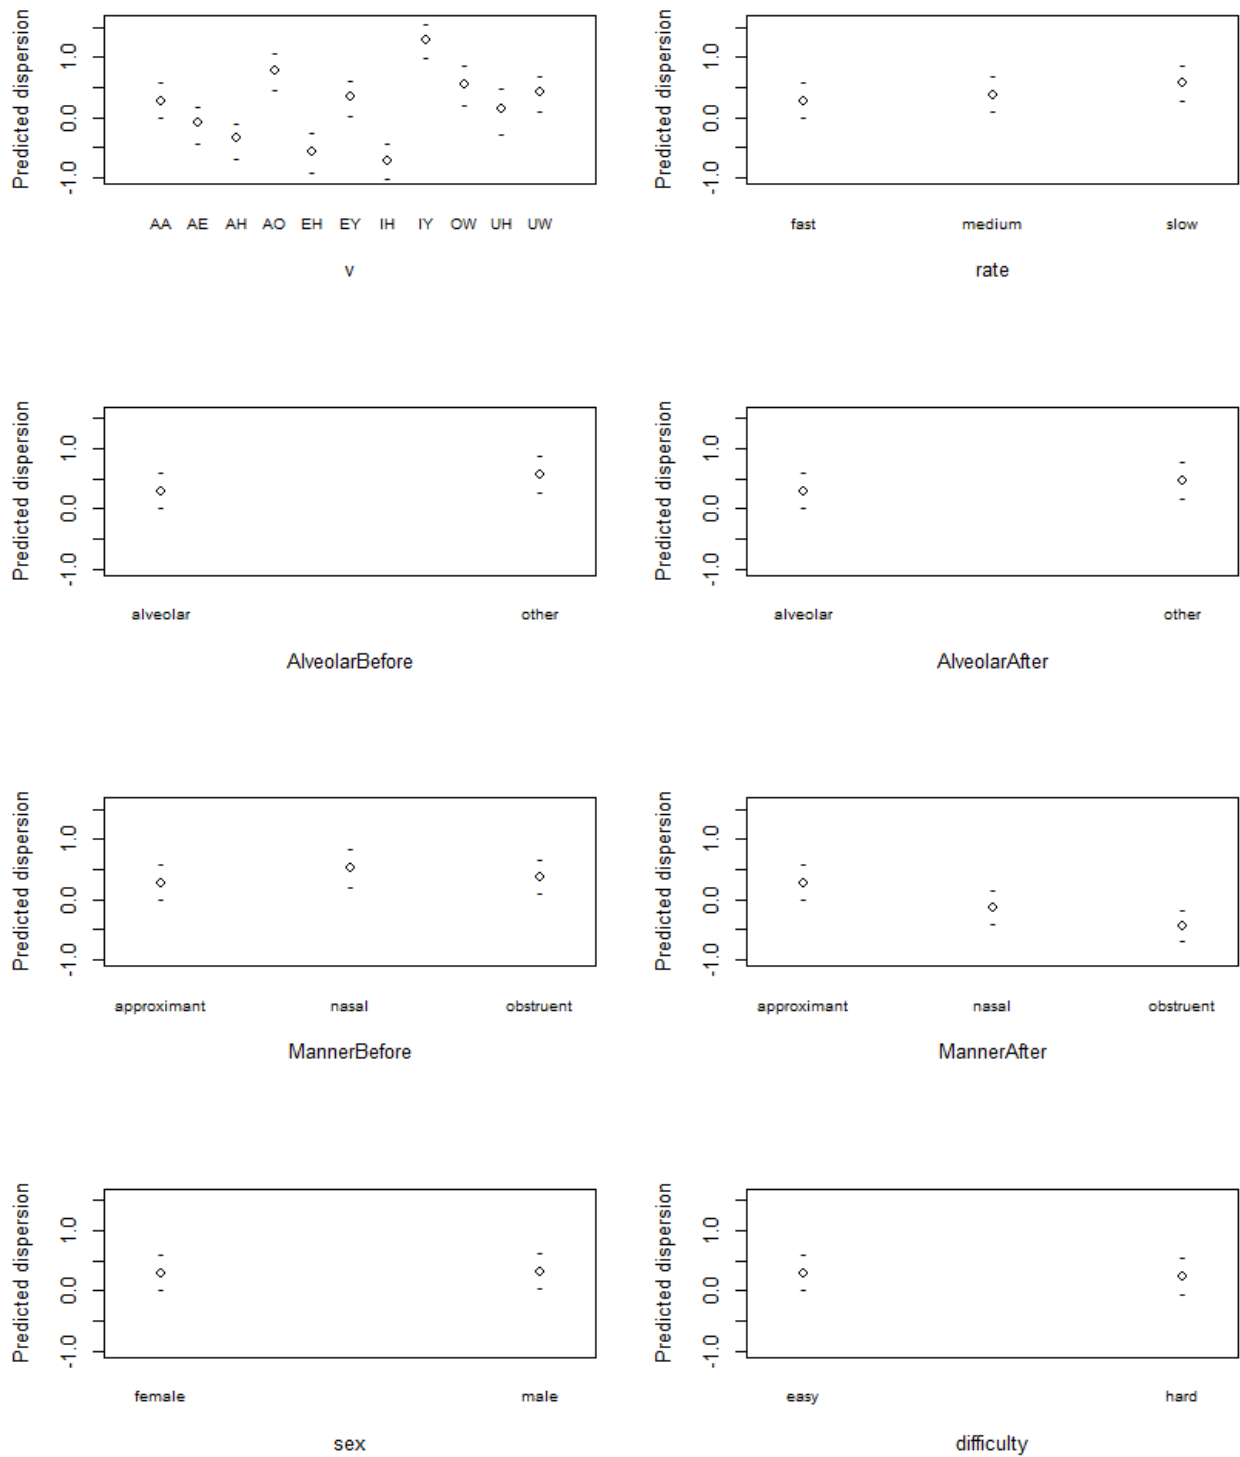 Predicted dispersion
1.0
0.0
-1.0
AA AE AH AO EH EY IH IY OW UH UW
v
Predicted dispersion
1.0
0.0
-1.0
fast medium slow
rate
Predicted dispersion
1.0
0.0
-1.0
alveolar other
AlveolarBefore
Predicted dispersion
1.0
0.0
-1.0
alveolar other
AlveolarAfter
Predicted dispersion
1.0
0.0
-1.0
approximant nasal obstruent
MannerBefore
Predicted dispersion
1.0
0.0
-1.0
approximant nasal obstruent
MannerAfter
Predicted dispersion
1.0
0.0
-1.0
female male
sex
Predicted dispersion
1.0
0.0
-1.0
easy hard
difficulty